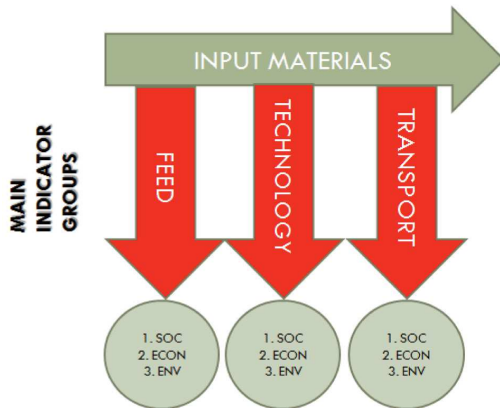 INPUT MATERIALS
MAIN
INDICATOR
GROUPS
FEED
TECHNOLOGY
TRANSPORT
1. SOC
2. ECON
3. ENV
1. SOC
2. ECON
3. ENV
1. SOC
2. ECON
3. ENV